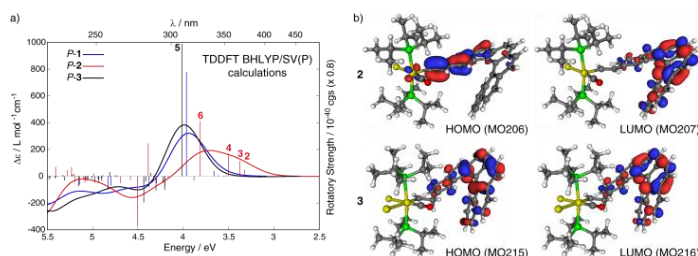 a)
λ / nm
250 300 350 400
1000
800
600
400
200
0
-200
-400
Δε / L mol⁻¹ cm⁻¹
P-1
P-2
P-3
5
TDDFT BHLYP/SV(P)
calculations
6
4
3 2
Rotatory Strength / 10⁻⁴⁰ cgs (x 0.8)
5.5 5 4.5 4 3.5 3 2.5
Energy / eV
b)
2
HOMO (MO206)
LUMO (MO207)
3
HOMO (MO215)
LUMO (MO216)